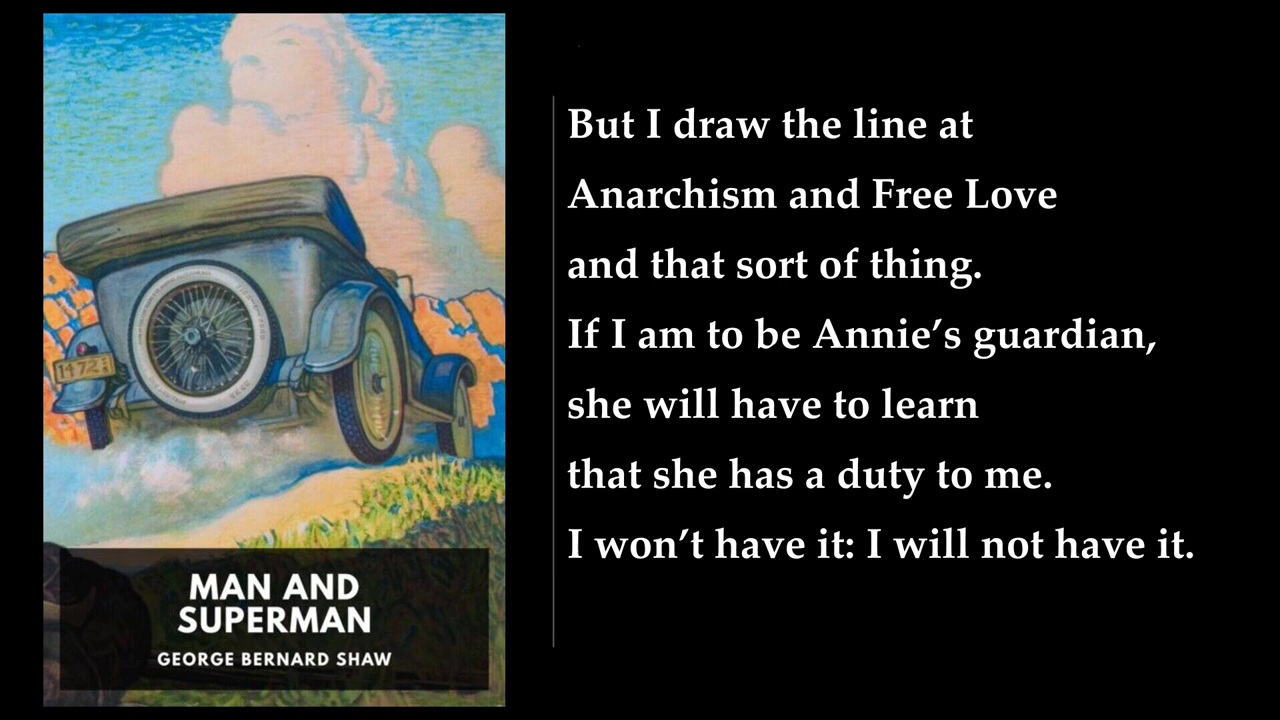 MAN AND
SUPERMAN
GEORGE BERNARD SHAW
1472
But I draw the line at
Anarchism and Free Love
and that sort of thing.
If I am to be Annie’s guardian,
she will have to learn
that she has a duty to me.
I won’t have it: I will not have it.